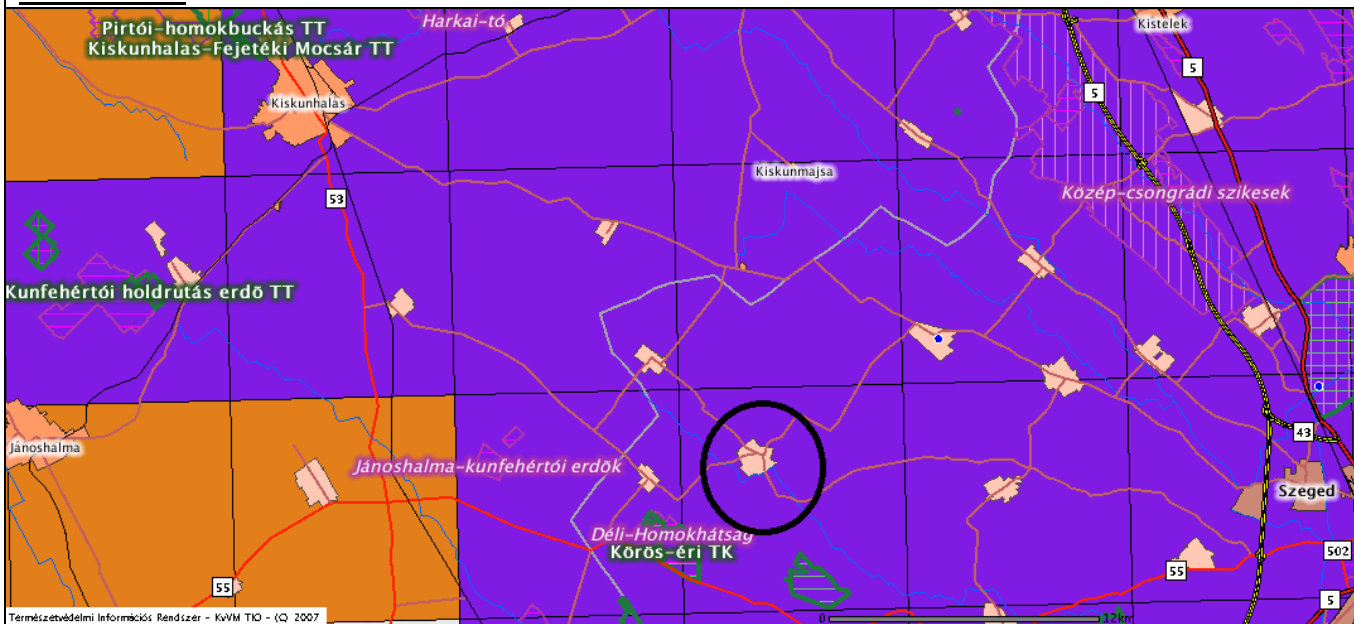 Pirtói-homokbuckás TT
Kiskunhalas-Fejetéki Mocsár TT
Harkai-tó
Kistelek
5
5
Kiskunhalas
Kiskunmajsa
53
Közép-csongrádi szikesek
Kunfehértói holdrutás erdõ TT
43
Jánoshalma
Jánoshalma-kunfehértói erdõk
Szeged
Déli-Homokhátság
Körös-éri TK
502
55
55
5
Természetvédelmi Információs Rendszer - KvVM TIO - (C) 2007
0
12km